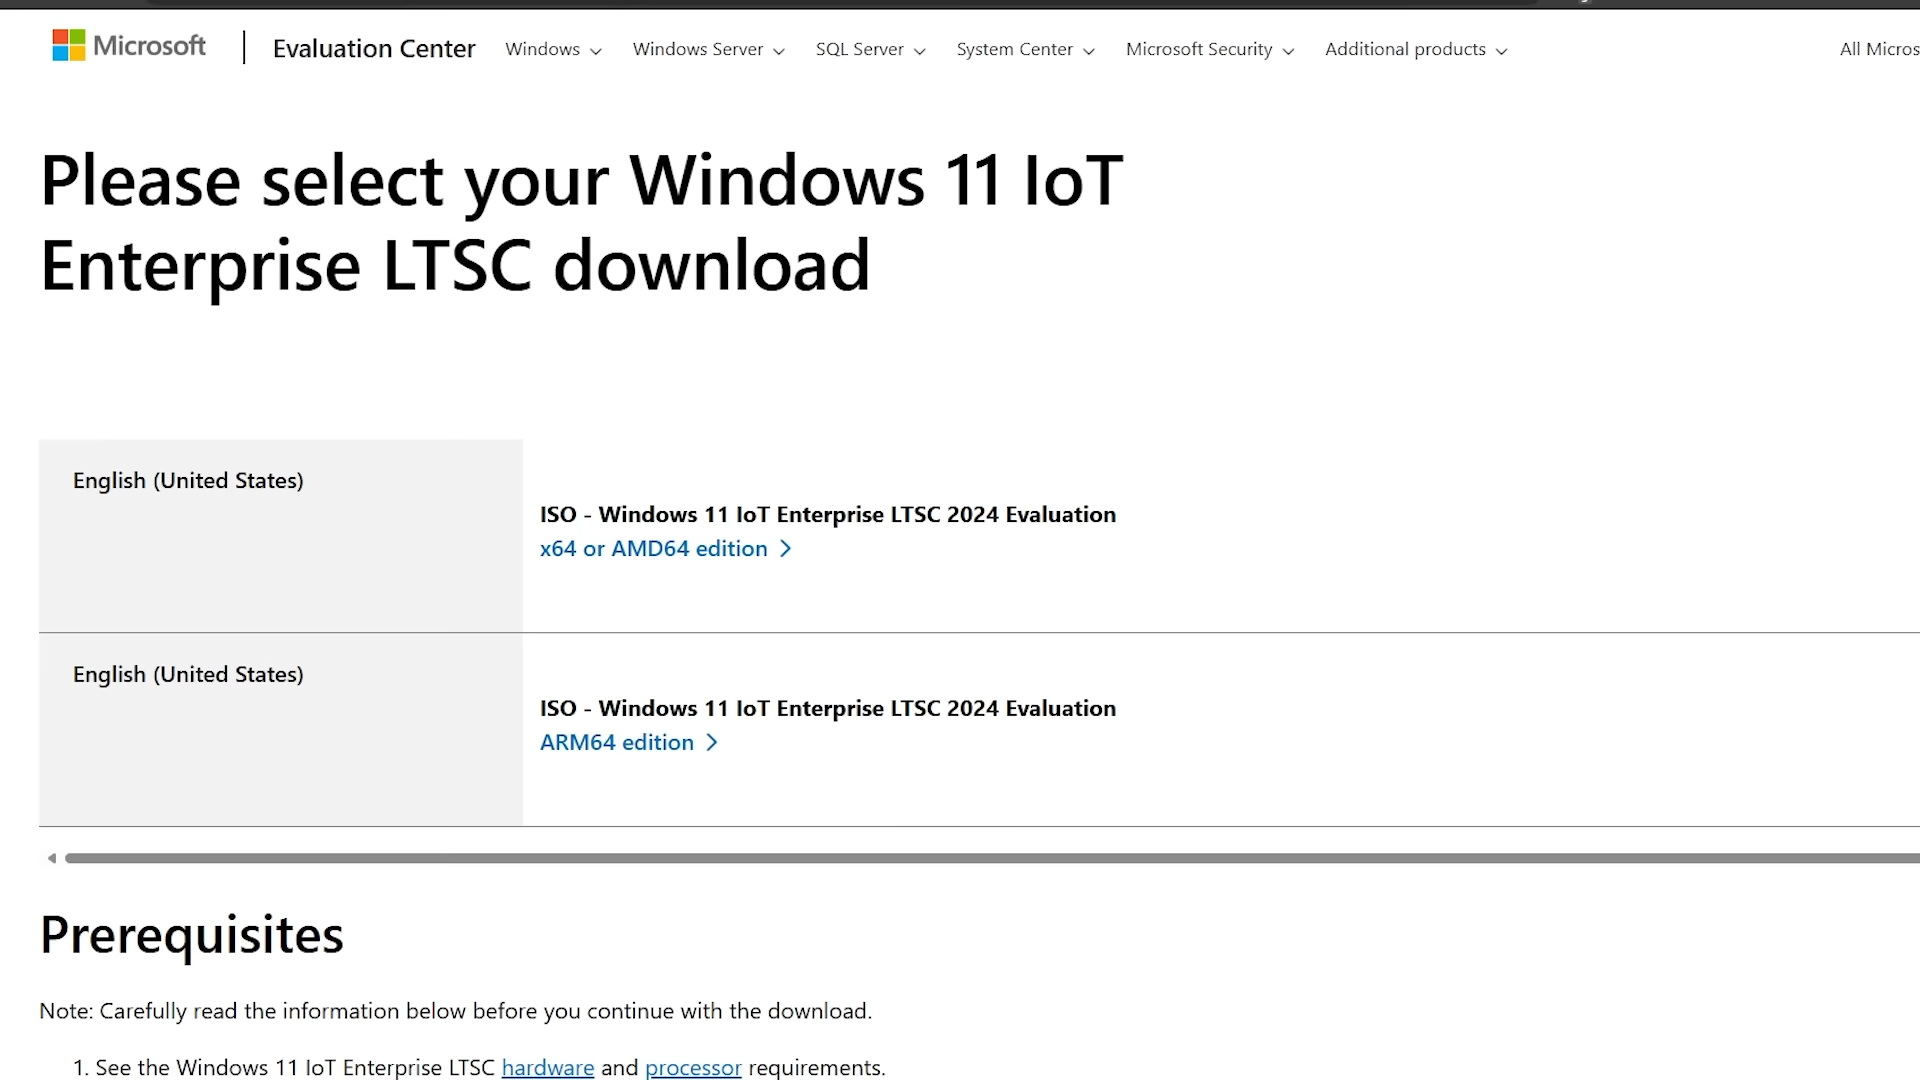 Microsoft Evaluation Center Windows Windows Server SQL Server System Center Microsoft Security Additional products All Micros
Please select your Windows 11 IoT
Enterprise LTSC download
English (United States)
ISO - Windows 11 IoT Enterprise LTSC 2024 Evaluation
x64 or AMD64 edition
English (United States)
ISO - Windows 11 IoT Enterprise LTSC 2024 Evaluation
ARM64 edition
Prerequisites
Note: Carefully read the information below before you continue with the download.
1. See the Windows 11 IoT Enterprise LTSC hardware and processor requirements.